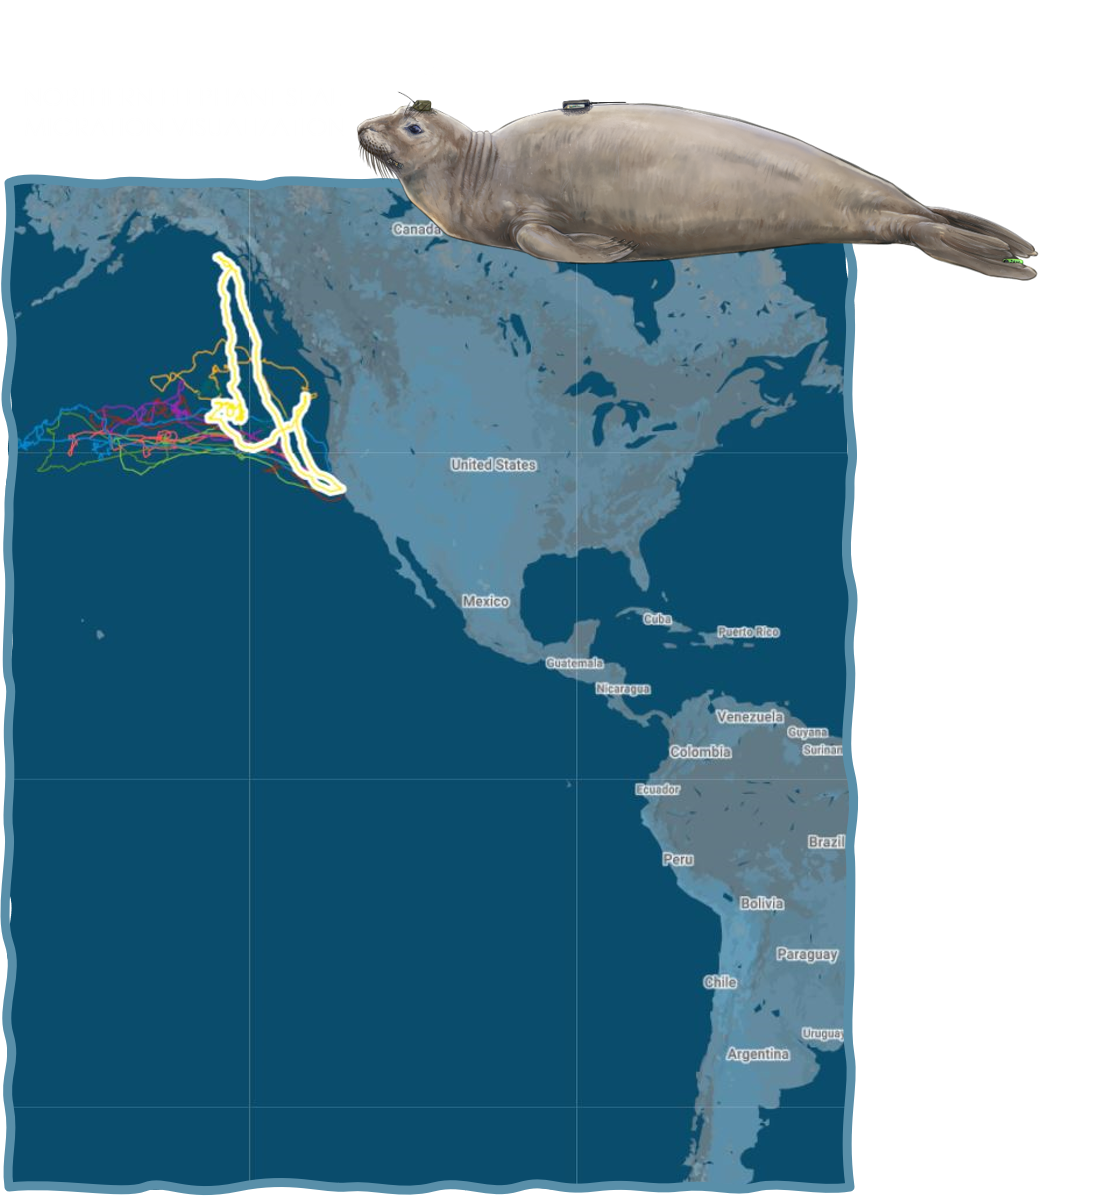 Canada
United States
Mexico
Cuba
Puerto Rico
Guatemala
Nicaragua
Venezuela
Guyana
Surinam
Colombia
Ecuador
Brazil
Peru
Bolivia
Paraguay
Chile
Uruguay
Argentina